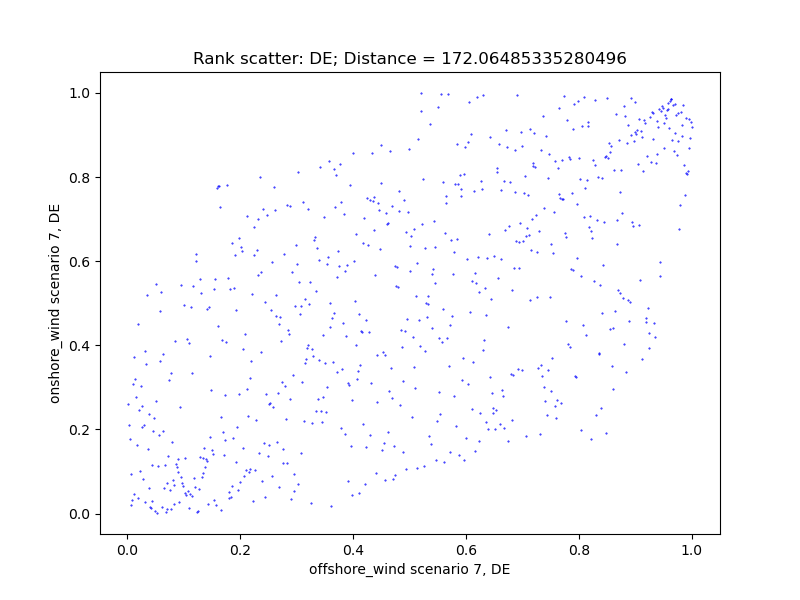 Rank scatter: DE; Distance = 172.06485335280496
1.0
0.8
0.6
0.4
0.2
0.0
onshore_wind scenario 7, DE
0.0 0.2 0.4 0.6 0.8 1.0
offshore_wind scenario 7, DE